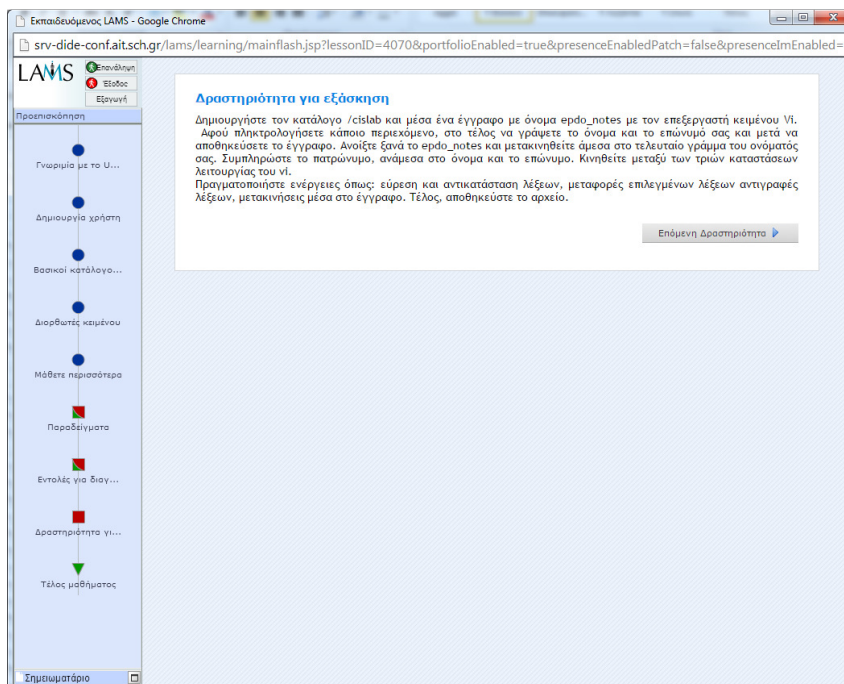 Εκπαιδευόμενος LAMS - Google Chrome
srv-dide-conf.ait.sch.gr/lams/learning/mainflash.jsp?lessonID=4070&portfolioEnabled=true&presenceEnabledPatch=false&presenceImEnabled=
LAMS
Επανάληψη
Έξοδος
Εξαγωγή
Προεπισκόπηση
Γνωριμία με το U...
Δημιουργία χρήστη
Βασικοί κατάλογο...
Διορθωτές κειμένου
Μάθετε περισσότερα
Παραδείγματα
Εντολές για διαγ...
Δραστηριότητα γι...
Τέλος μαθήματος
Σημειωματάριο
Δραστηριότητα για εξάσκηση
Δημιουργήστε τον κατάλογο /cislab και μέσα ένα έγγραφο με όνομα epdo_notes με τον επεξεργαστή κειμένου Vi.
Αφού πληκτρολογήσετε κάποιο περιεχόμενο, στο τέλος να γράψετε το όνομα και το επώνυμό σας και μετά να
αποθηκεύσετε το έγγραφο. Ανοίξτε ξανά το epdo_notes και μετακινηθείτε άμεσα στο τελευταίο γράμμα του ονόματός
σας. Συμπληρώστε το πατρώνυμο, ανάμεσα στο όνομα και το επώνυμο. Κινηθείτε μεταξύ των τριών καταστάσεων
λειτουργίας του vi.
Πραγματοποιήστε ενέργειες όπως: εύρεση και αντικατάσταση λέξεων, μεταφορές επιλεγμένων λέξεων αντιγραφές
λέξεων, μετακινήσεις μέσα στο έγγραφο. Τέλος, αποθηκεύστε το αρχείο.
Επόμενη Δραστηριότητα